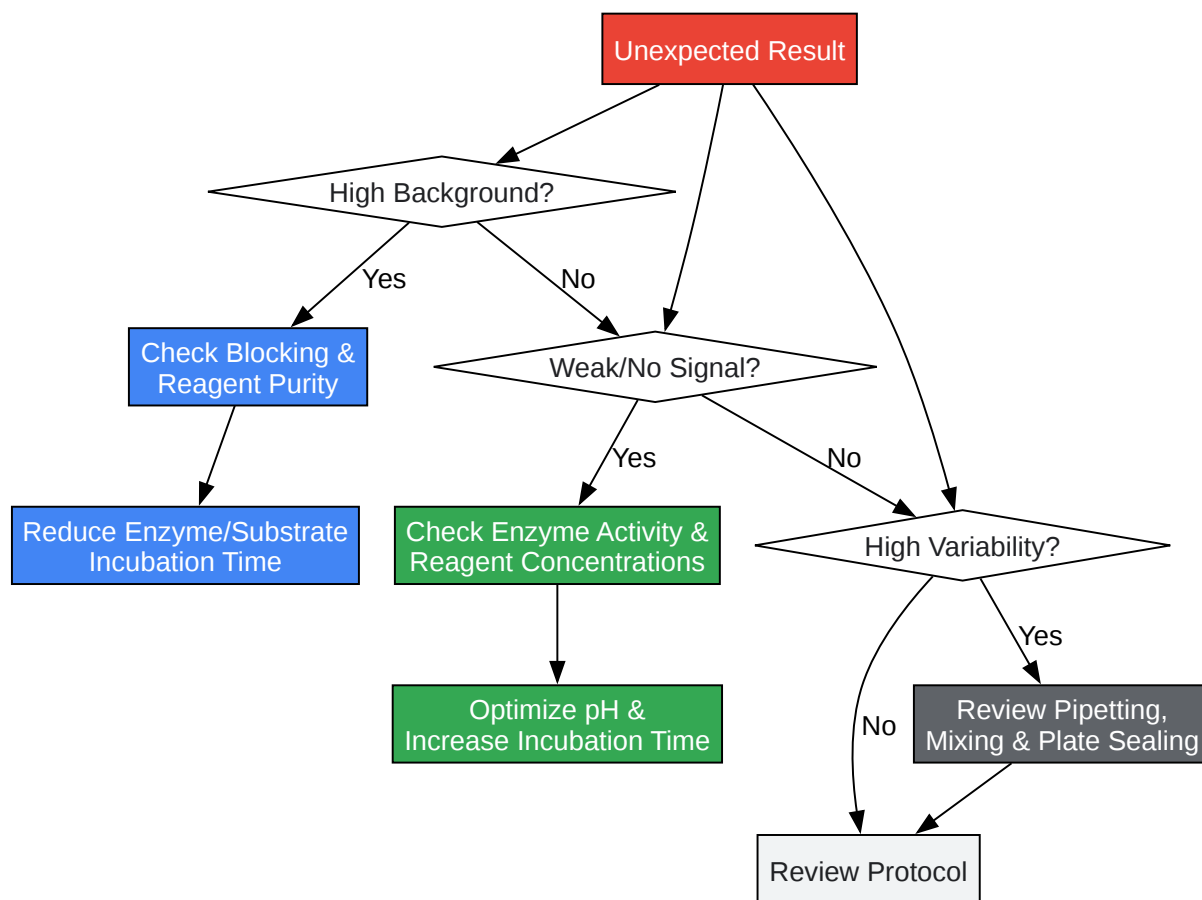 Unexpected Result
High Background?
Yes
No
Check Blocking &
Reagent Purity
Weak/No Signal?
Yes
No
Reduce Enzyme/Substrate
Incubation Time
Check Enzyme Activity &
Reagent Concentrations
High Variability?
Yes
No
Optimize pH &
Increase Incubation Time
Review Pipetting,
Mixing & Plate Sealing
Review Protocol